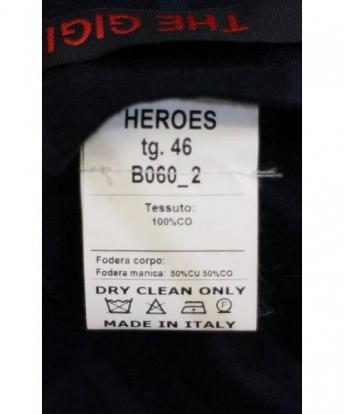 THE GIGI
HEROES
tg. 46
B060_2
Tessuto:
100%CO
Fodera corpo:
Fodera manica: 50%CU 50%CO
DRY CLEAN ONLY
MADE IN ITALY